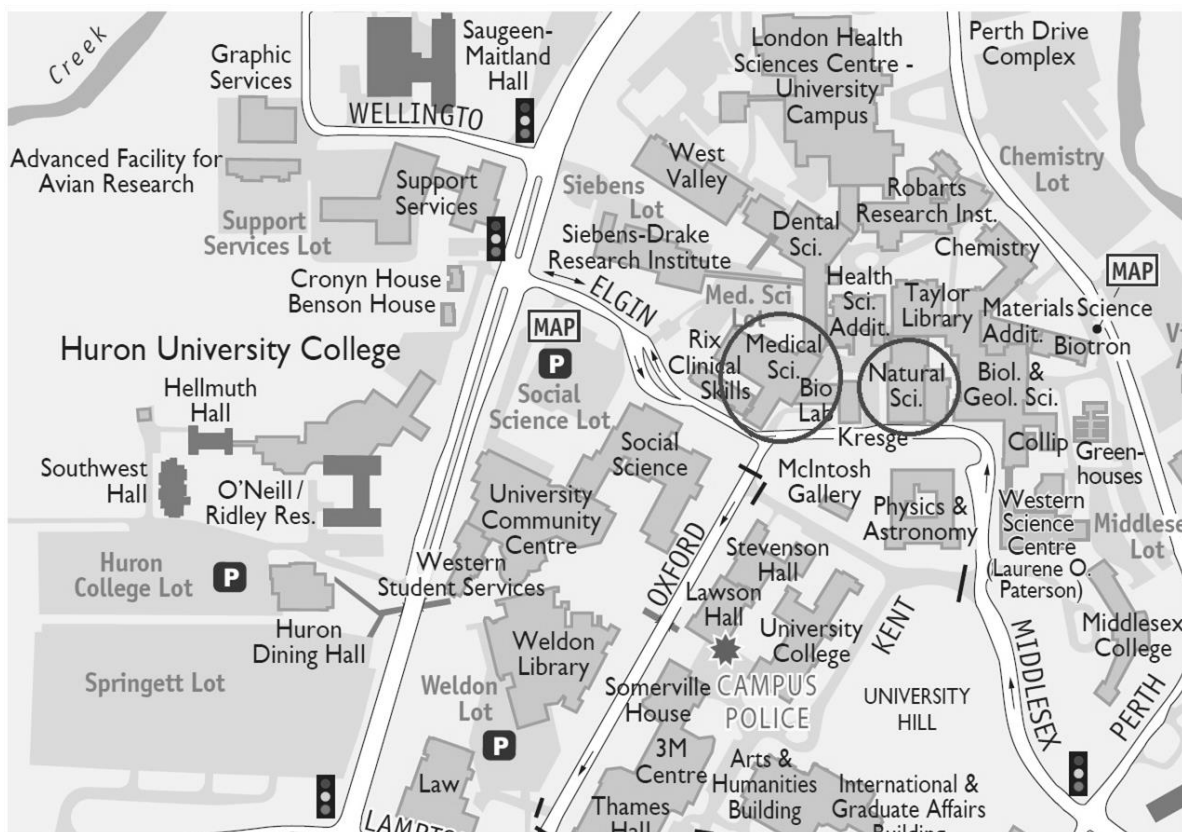 Creek
Graphic
Services
Saugeen-
Maitland
Hall
London Health
Sciences Centre -
University
Campus
Perth Drive
Complex
WELLINGTO
Advanced Facility for
Avian Research
Support
Services
Support
Services Lot
West
Valley
Siebens
Lot
Siebens-Drake
Research Institute
Dental
Sci.
Robarts
Research Inst.
Chemistry
Lot
Chemistry
MAP
Cronyn House
Benson House
ELGIN
MAP
P
Med. Sci
Lot
Health
Sci.
Addit.
Taylor
Library
Materials Science
Addit.
Biotron
Huron University College
Hellmuth
Hall
Social
Science Lot
Rix
Clinical
Skills
Medical
Sci.
Bio
Lab
Natural
Sci.
Biol. &
Geol. Sci.
Kresge
Collip
Green-
houses
Southwest
Hall
O'Neill/
Ridley Res.
Social
Science
University
Community
Centre
McIntosh
Gallery
Physics &
Astronomy
Western
Science
Centre
(Laurene O.
Paterson)
Middlese
Lot
Huron
College Lot
P
Western
Student Services
OXFORD
Stevenson
Hall
Lawson
Hall
University
College
KENT
Middlesex
College
Huron
Dining Hall
Weldon
Library
Springett Lot
Weldon
Lot
P
Somerville
House
CAMPUS
POLICE
UNIVERSITY
HILL
MIDDLESEX
PERTH
Law
3M
Centre
Thames
Hall
Arts &
Humanities
Building
International &
Graduate Affairs
Building
LAMPT